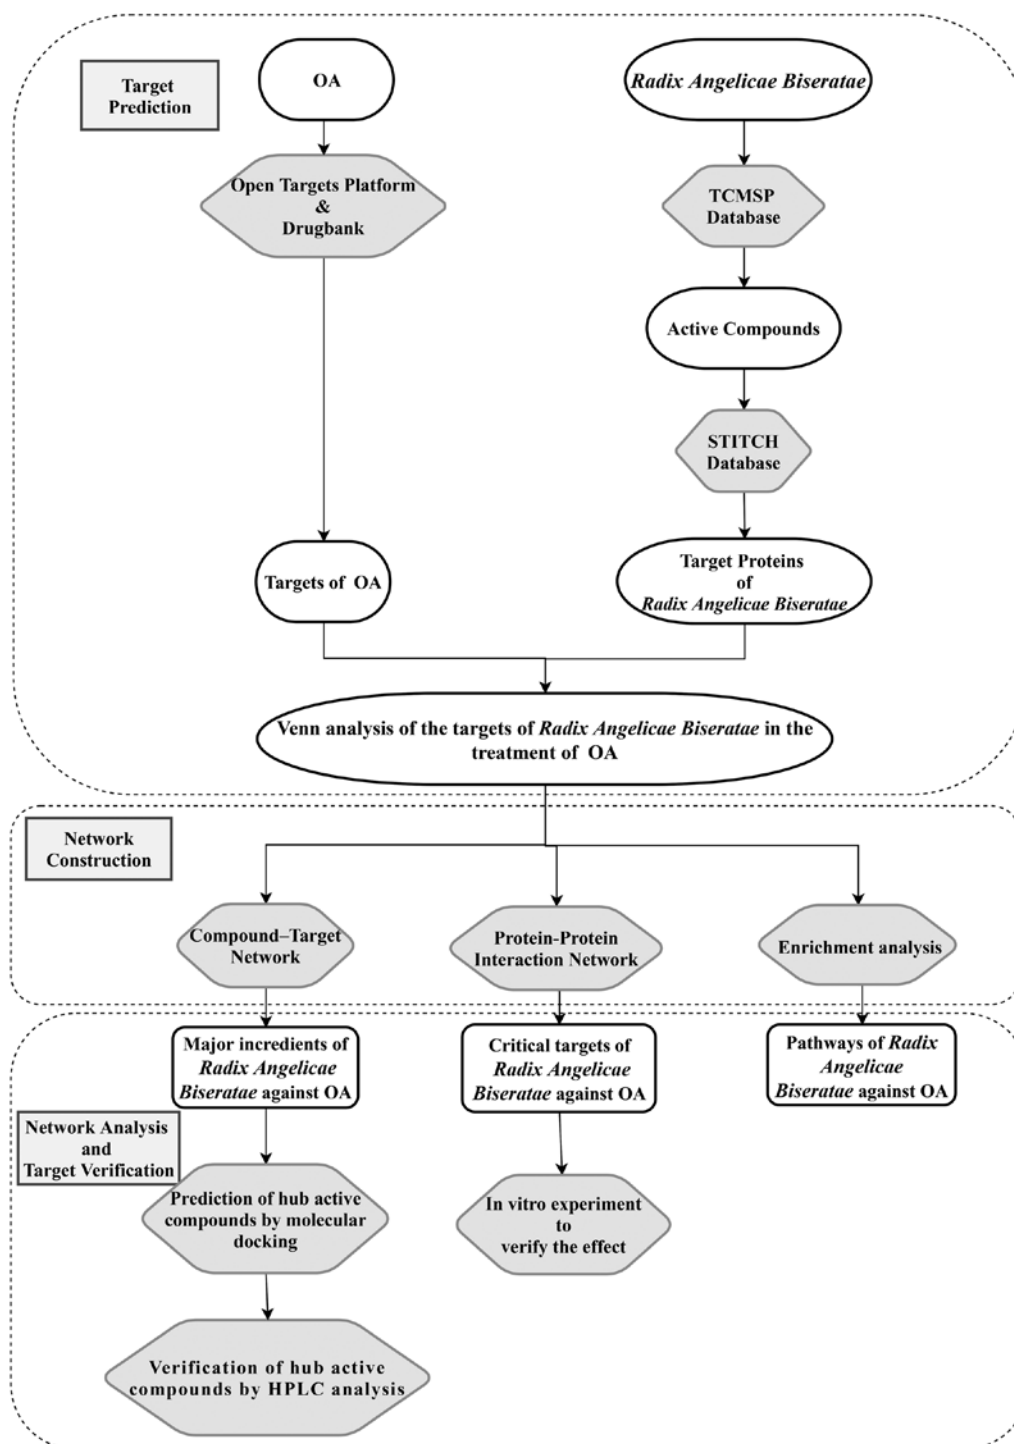 Target
Prediction
OA
Radix Angelicae Biseratae
Open Targets Platform
&
Drugbank
TCMSP
Database
Active Compounds
STITCH
Database
Targets of OA
Target Proteins
of
Radix Angelicae Biseratae
Venn analysis of the targets of Radix Angelicae Biseratae in the
treatment of OA
Network
Construction
Compound–Target
Network
Protein-Protein
Interaction Network
Enrichment analysis
Major incredients of
Radix Angelicae
Biseratae against OA
Critical targets of
Radix Angelicae
Biseratae against OA
Pathways of Radix
Angelicae
Biseratae against OA
Network Analysis
and
Target Verification
Prediction of hub active
compounds by molecular
docking
In vitro experiment
to
verify the effect
Verification of hub active
compounds by HPLC analysis